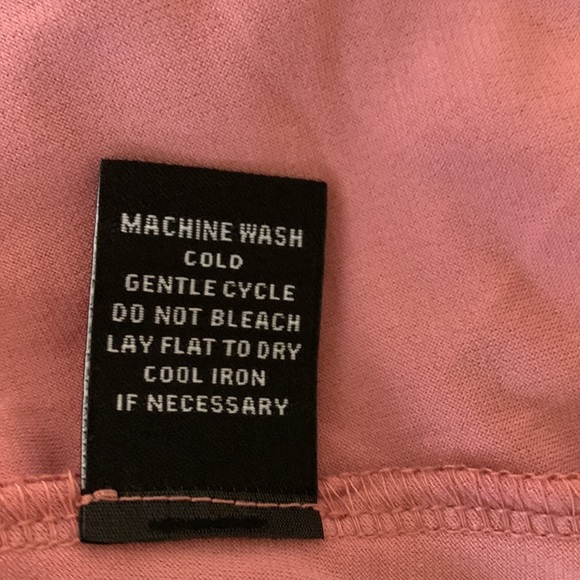 MACHINE WASH
COLD
GENTLE CYCLE
DO NOT BLEACH
LAY FLAT TO DRY
COOL IRON
IF NECESSARY